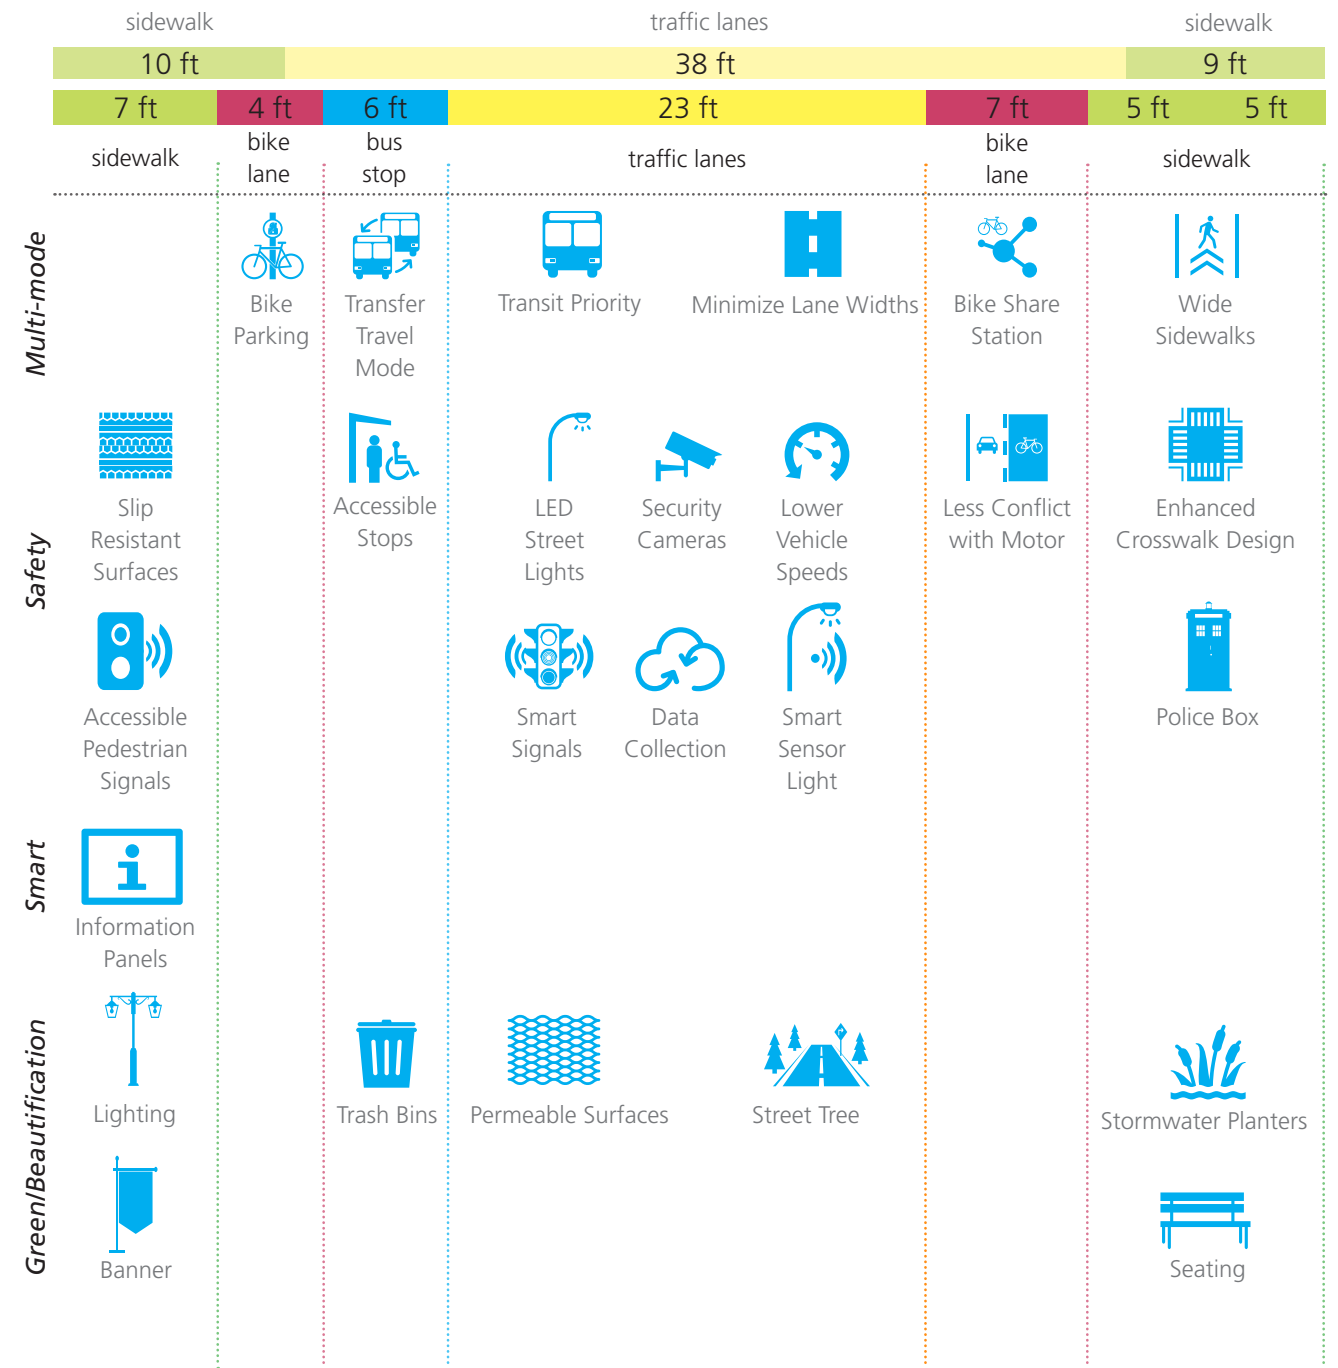 sidewalk traffic lanes sidewalk
10 ft 38 ft 9 ft
7 ft 4 ft 6 ft 23 ft 7 ft 5 ft 5 ft
sidewalk bike lane bus stop traffic lanes bike lane sidewalk
Multi-mode
Bike
Parking
Transfer
Travel
Mode
Transit Priority
Minimize Lane Widths
Bike Share
Station
Wide
Sidewalks
Safety
Slip
Resistant
Surfaces
Accessible
Stops
LED
Street
Lights
Security
Cameras
Lower
Vehicle
Speeds
Less Conflict
with Motor
Enhanced
Crosswalk Design
Accessible
Pedestrian
Signals
Smart
Signals
Data
Collection
Smart
Sensor
Light
Police Box
Smart
Information
Panels
Green/Beautification
Lighting
Trash Bins
Permeable Surfaces
Street Tree
Stormwater Planters
Banner
Seating